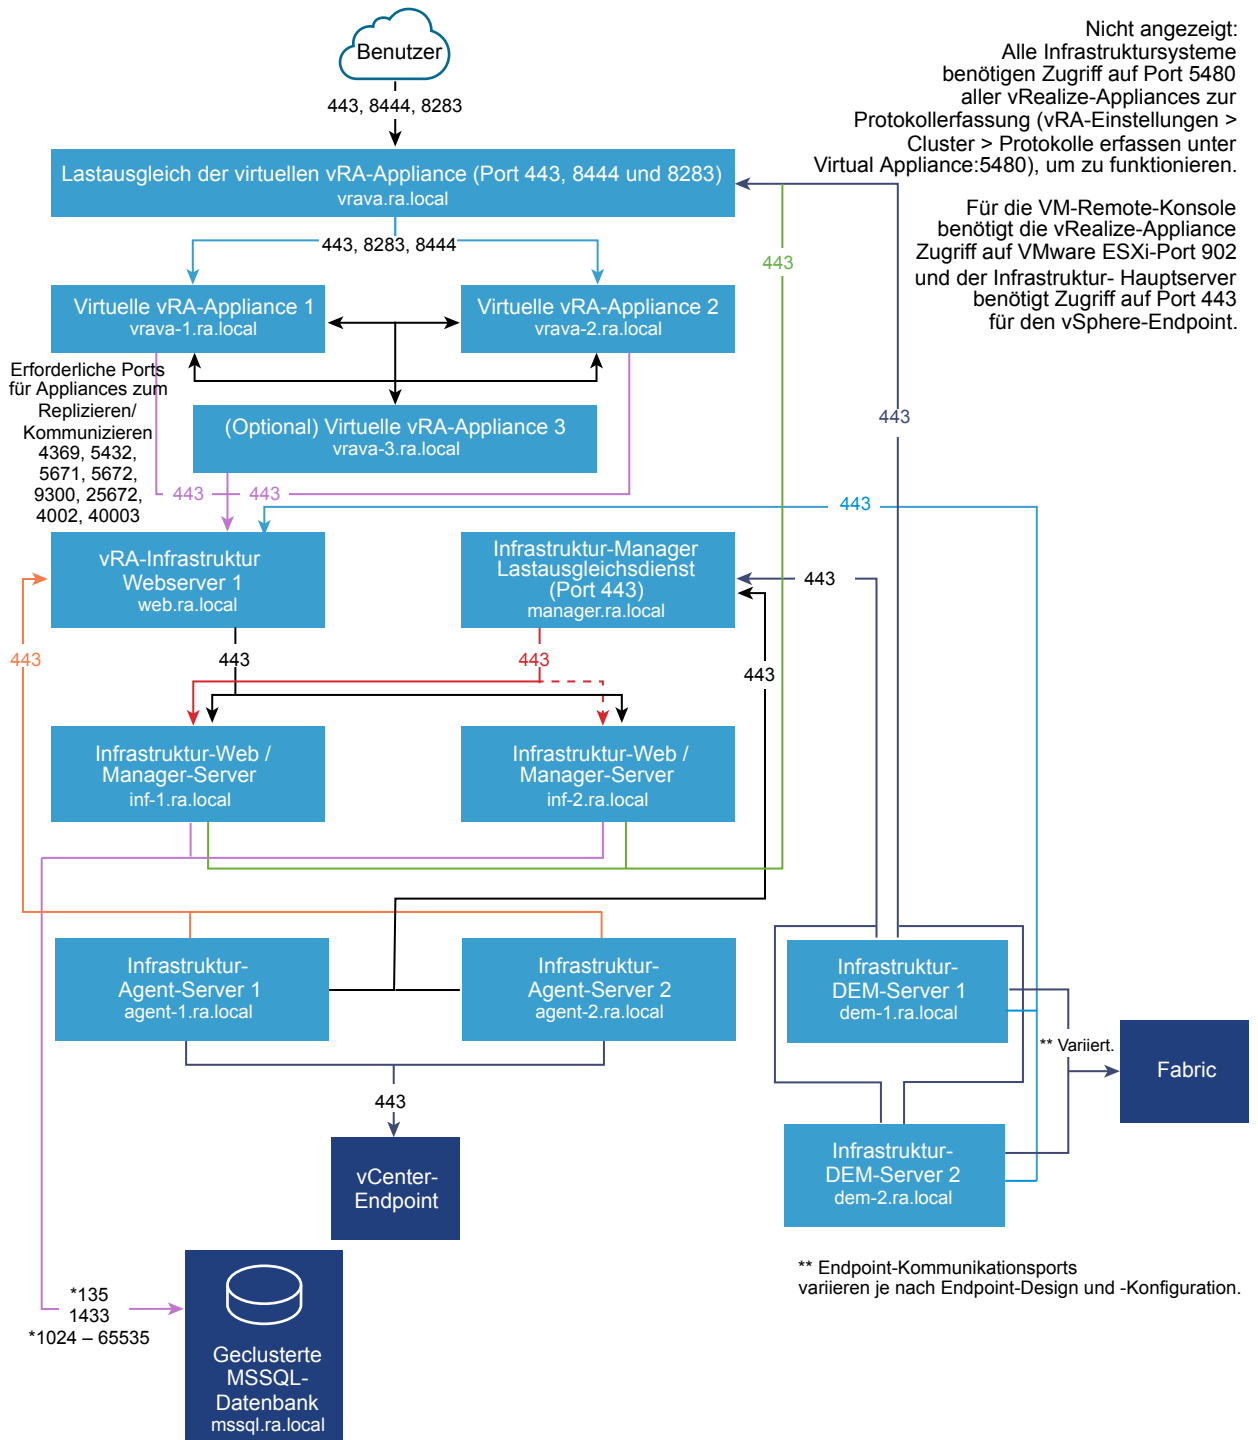 Benutzer
443, 8444, 8283
Nicht angezeigt:
Alle Infrastruktursysteme
benötigen Zugriff auf Port 5480
aller vRealize-Appliances zur
Protokollerfassung (vRA-Einstellungen >
Cluster > Protokolle erfassen unter
Virtual Appliance:5480), um zu funktionieren.
Für die VM-Remote-Konsole
benötigt die vRealize-Appliance
Zugriff auf VMware ESXi-Port 902
und der Infrastruktur- Hauptserver
benötigt Zugriff auf Port 443
für den vSphere-Endpoint.
Lastausgleich der virtuellen vRA-Appliance (Port 443, 8444 und 8283)
vrava.ra.local
443, 8283, 8444
443
Virtuelle vRA-Appliance 1
vrava-1.ra.local
Virtuelle vRA-Appliance 2
vrava-2.ra.local
Erforderliche Ports
für Appliances zum
Replizieren/
Kommunizieren
4369, 5432,
5671, 5672,
9300, 25672,
4002, 40003
(Optional) Virtuelle vRA-Appliance 3
vrava-3.ra.local
443
443
443
443
vRA-Infrastruktur
Webserver 1
web.ra.local
Infrastruktur-Manager
Lastausgleichsdienst
(Port 443)
manager.ra.local
443
443
443
443
443
Infrastruktur-Web /
Manager-Server
inf-1.ra.local
Infrastruktur-Web /
Manager-Server
inf-2.ra.local
Infrastruktur-
Agent-Server 1
agent-1.ra.local
Infrastruktur-
Agent-Server 2
agent-2.ra.local
Infrastruktur-
DEM-Server 1
dem-1.ra.local
** Variiert.
Fabric
443
vCenter-
Endpoint
Infrastruktur-
DEM-Server 2
dem-2.ra.local
** Endpoint-Kommunikationsports
variieren je nach Endpoint-Design und -Konfiguration.
*135
1433
*1024 – 65535
Geclusterte
MSSQL-
Datenbank
mssql.ra.local